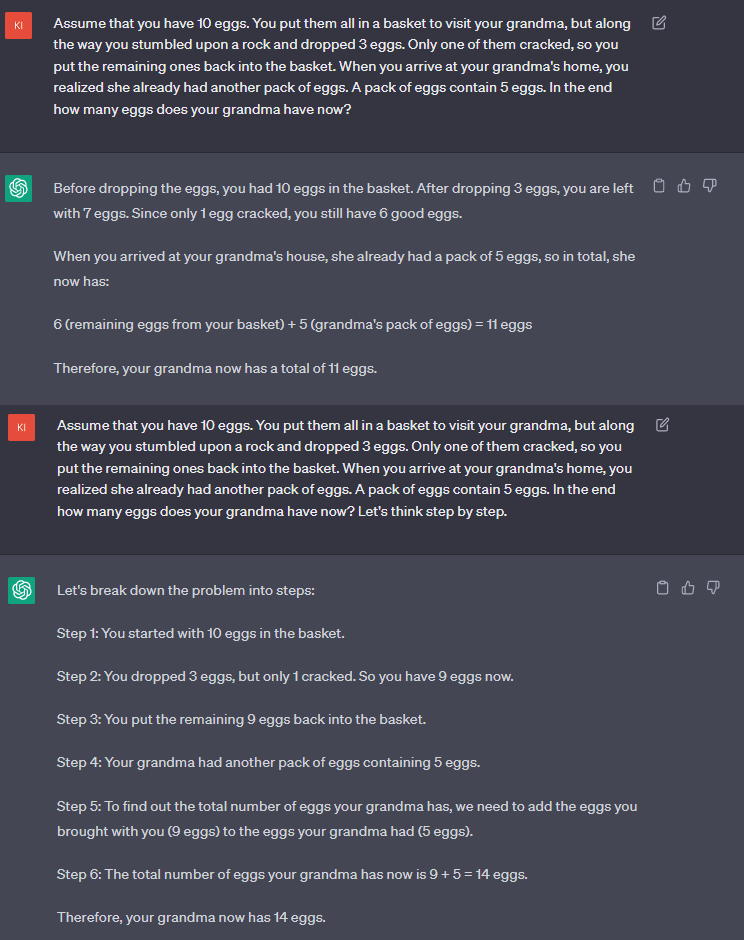 KI
Assume that you have 10 eggs. You put them all in a basket to visit your grandma, but along
the way you stumbled upon a rock and dropped 3 eggs. Only one of them cracked, so you
put the remaining ones back into the basket. When you arrive at your grandma's home, you
realized she already had another pack of eggs. A pack of eggs contain 5 eggs. In the end
how many eggs does your grandma have now?
Before dropping the eggs, you had 10 eggs in the basket. After dropping 3 eggs, you are left
with 7 eggs. Since only 1 egg cracked, you still have 6 good eggs.
When you arrived at your grandma's house, she already had a pack of 5 eggs, so in total, she
now has:
6 (remaining eggs from your basket) + 5 (grandma's pack of eggs) = 11 eggs
Therefore, your grandma now has a total of 11 eggs.
KI
Assume that you have 10 eggs. You put them all in a basket to visit your grandma, but along
the way you stumbled upon a rock and dropped 3 eggs. Only one of them cracked, so you
put the remaining ones back into the basket. When you arrive at your grandma's home, you
realized she already had another pack of eggs. A pack of eggs contain 5 eggs. In the end
how many eggs does your grandma have now? Let's think step by step.
Let's break down the problem into steps:
Step 1: You started with 10 eggs in the basket.
Step 2: You dropped 3 eggs, but only 1 cracked. So you have 9 eggs now.
Step 3: You put the remaining 9 eggs back into the basket.
Step 4: Your grandma had another pack of eggs containing 5 eggs.
Step 5: To find out the total number of eggs your grandma has, we need to add the eggs you
brought with you (9 eggs) to the eggs your grandma had (5 eggs).
Step 6: The total number of eggs your grandma has now is 9 + 5 = 14 eggs.
Therefore, your grandma now has 14 eggs.